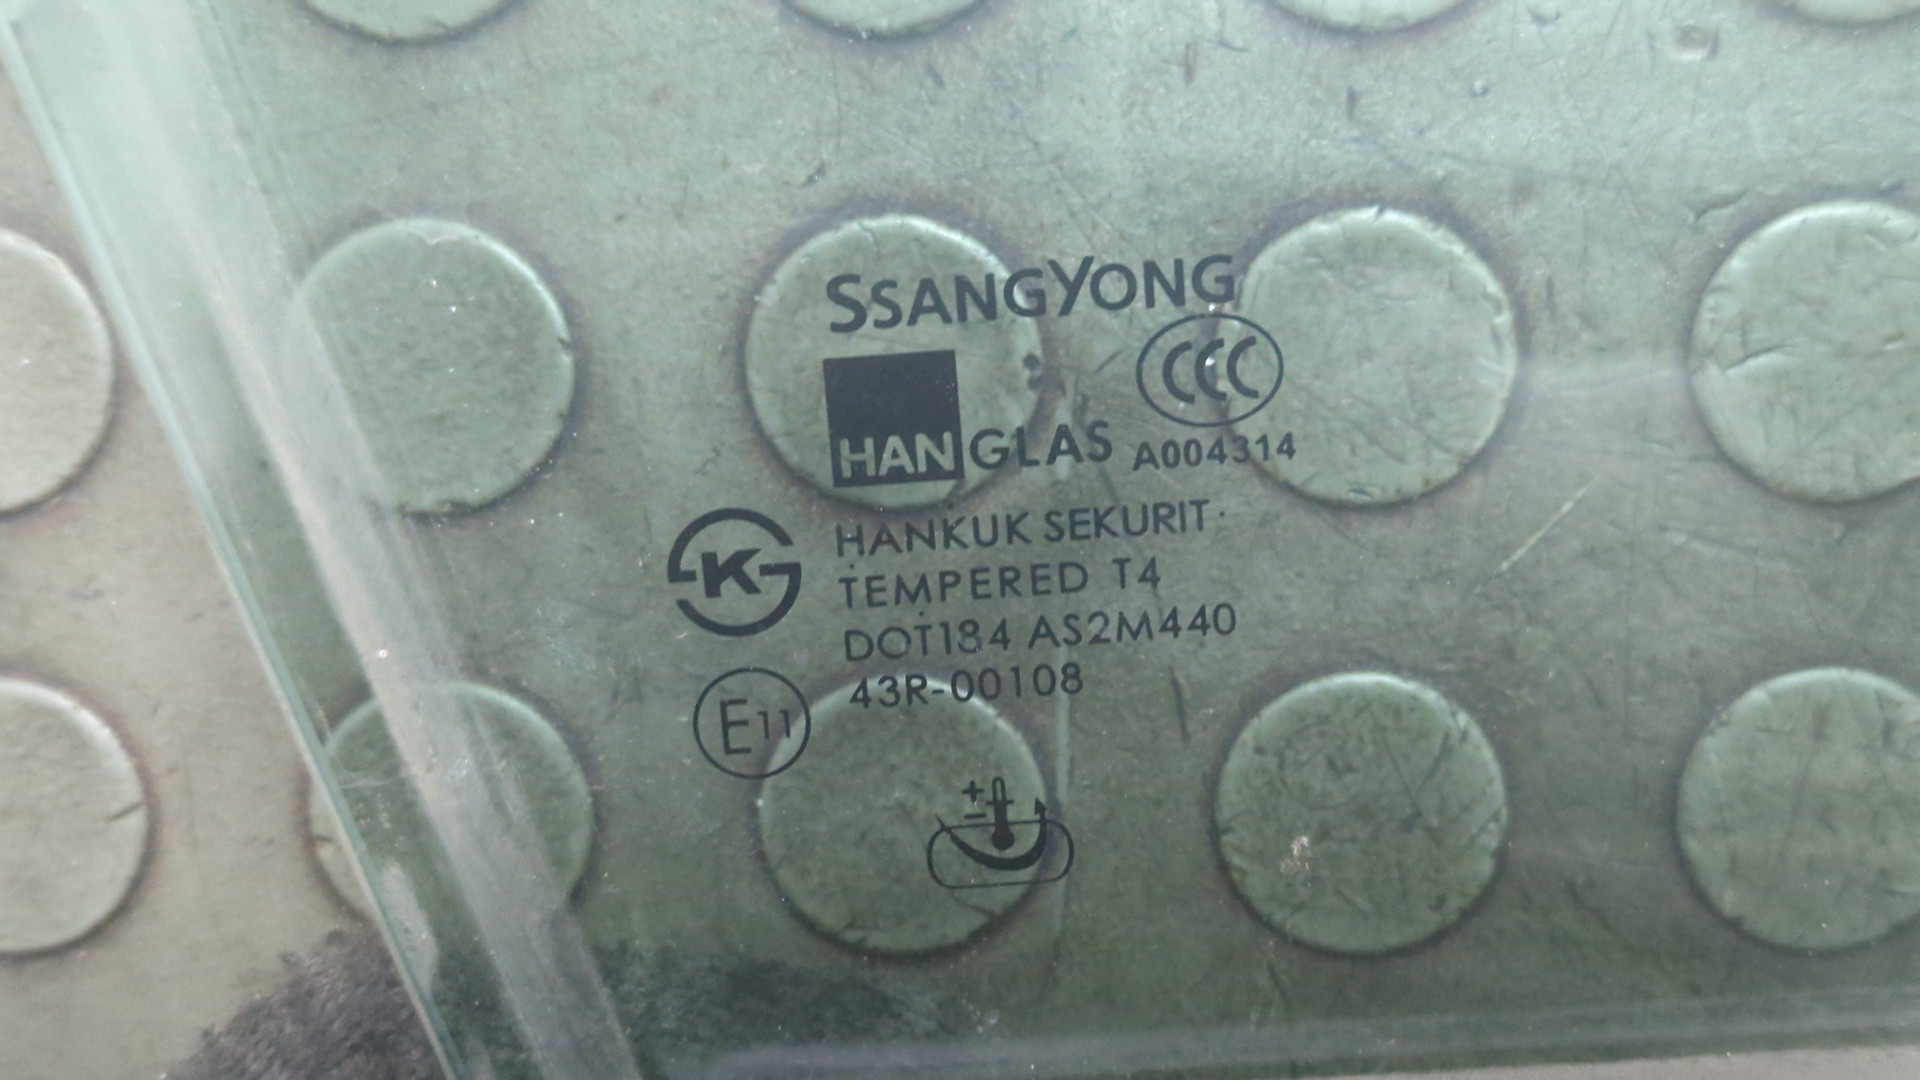 SSANGYONG
CCC
HANGLAS A004314
K
HANKUK SEKURIT
TEMPERED T4
DOT184 AS2M440
43R-00108
E11